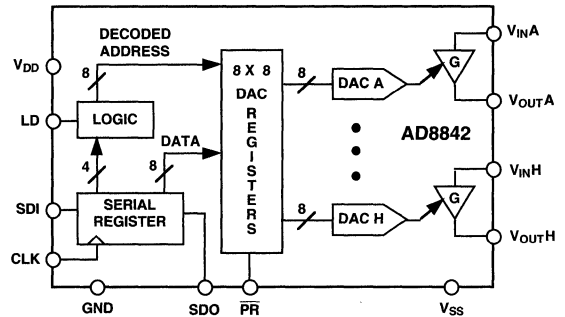 DECODED
ADDRESS
VDD
8
8 X 8
DAC
REGISTERS
8
DAC A
G
VINA
VOUTA
LD
LOGIC
DATA
AD8842
4
8
SDI
SERIAL
REGISTER
8
DAC H
G
VINH
VOUTH
CLK
GND
SDO
PR
VSS